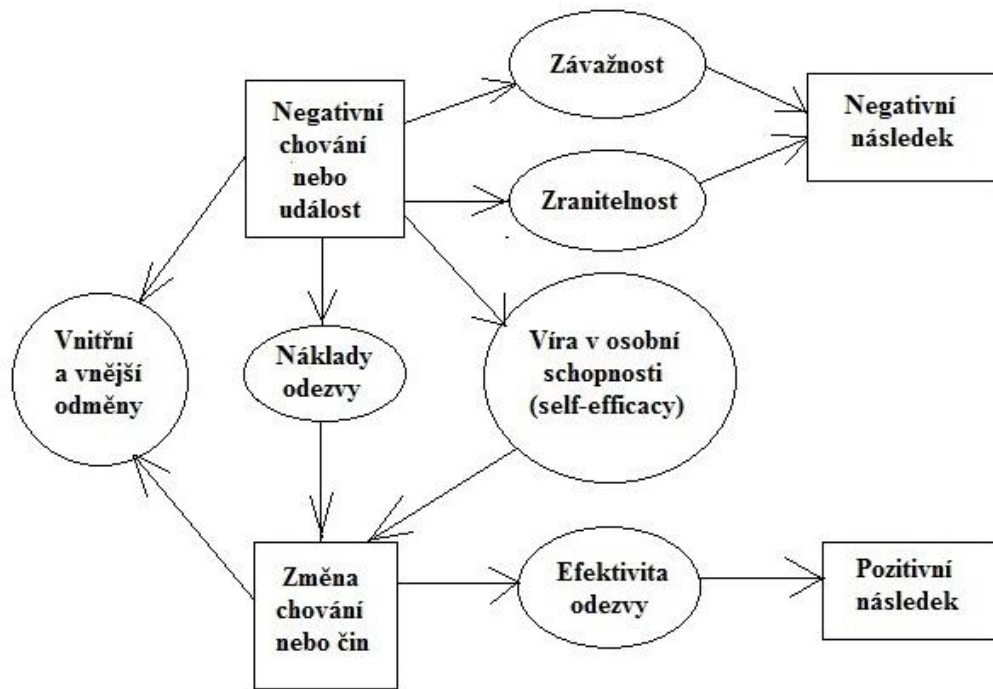 Závažnost
Negativní
chování
nebo
událost
Negativní
následek
Zranitelnost
Vnitřní
a vnější
odměny
Náklady
odezvy
Víra v osobní
schopnosti
(self-efficacy)
Změna
chování
nebo čin
Efektivita
odezvy
Pozitivní
následek